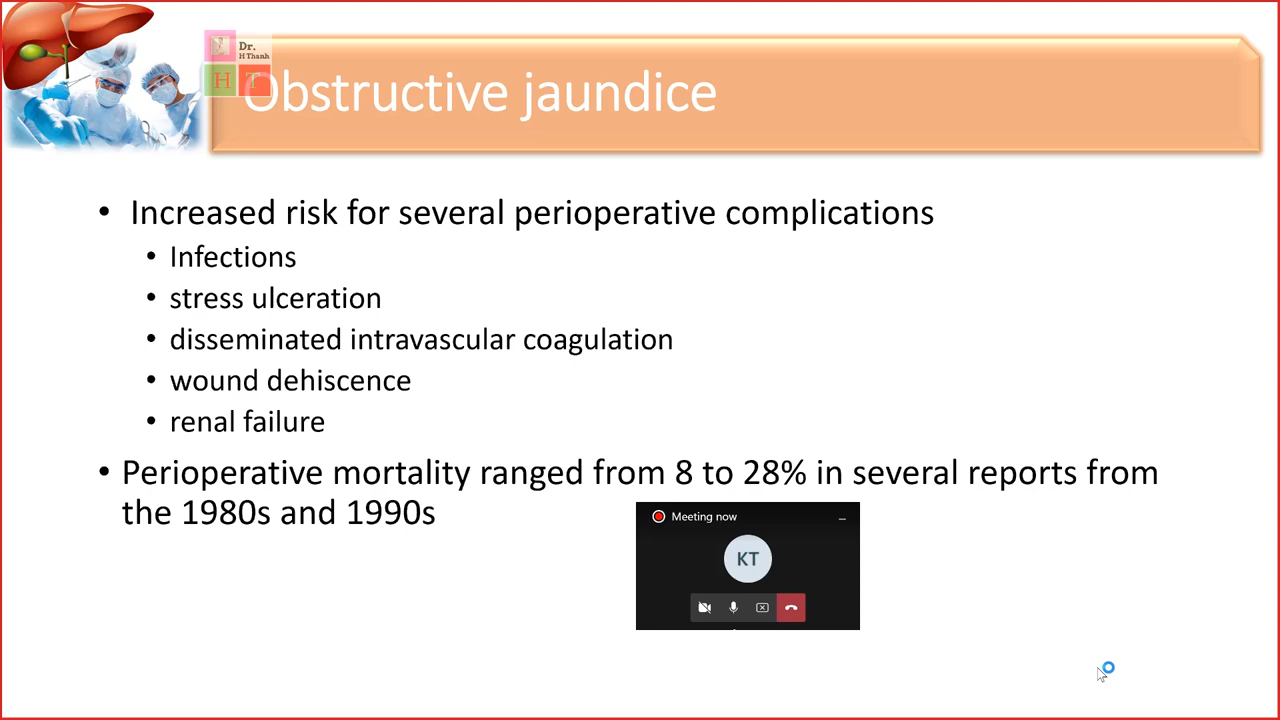 Dr.
H Thanh
H T
Obstructive jaundice
• Increased risk for several perioperative complications
• Infections
• stress ulceration
• disseminated intravascular coagulation
• wound dehiscence
• renal failure
• Perioperative mortality ranged from 8 to 28% in several reports from
the 1980s and 1990s
Meeting now
KT